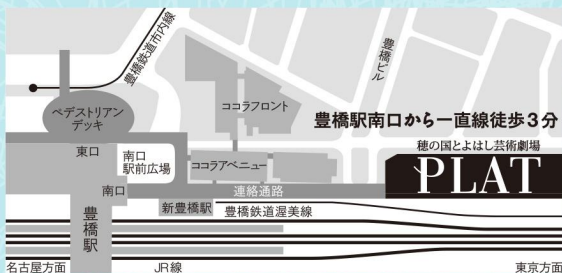 豊橋鉄道市内線
豊橋ビル
ペデストリアン
デッキ
ココラフロント
豊橋駅南口から一直線徒歩3分
東口
南口
駅前広場
ココラアベニュー
穂の国とよはし芸術劇場
PLAT
南口
連絡通路
豊橋駅
新豊橋駅
豊橋鉄道渥美線
名古屋方面
JR線
東京方面